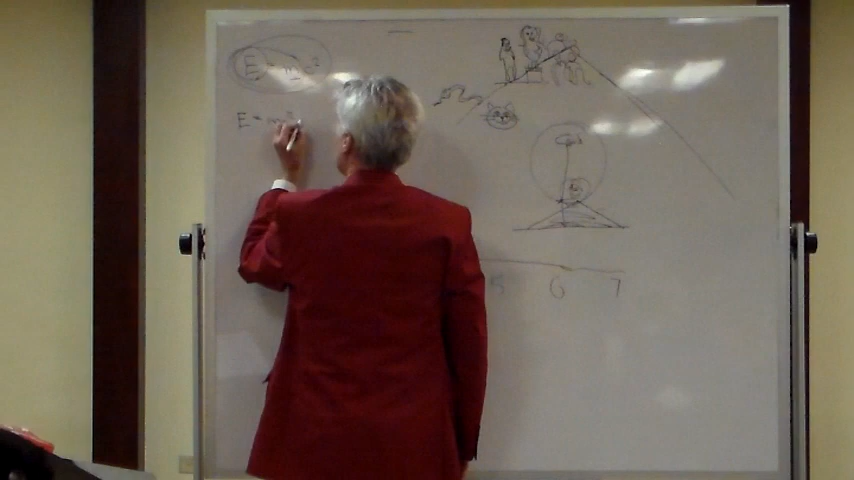 E = mc²
E = mc²
5 6 7